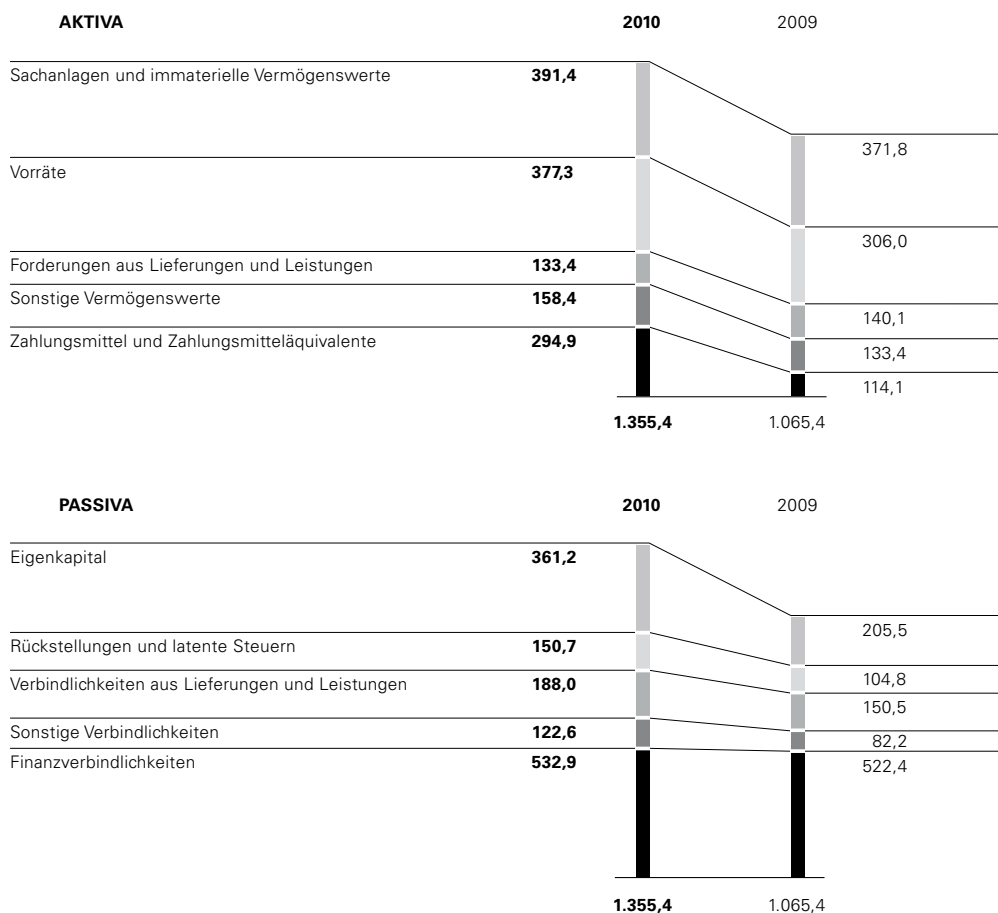 AKTIVA 2010 2009
Sachanlagen und immaterielle Vermögenswerte 391,4 371,8
Vorräte 377,3 306,0
Forderungen aus Lieferungen und Leistungen 133,4 140,1
Sonstige Vermögenswerte 158,4 133,4
Zahlungsmittel und Zahlungsmitteläquivalente 294,9 114,1
1.355,4 1.065,4
PASSIVA 2010 2009
Eigenkapital 361,2 205,5
Rückstellungen und latente Steuern 150,7 104,8
Verbindlichkeiten aus Lieferungen und Leistungen 188,0 150,5
Sonstige Verbindlichkeiten 122,6 82,2
Finanzverbindlichkeiten 532,9 522,4
1.355,4 1.065,4